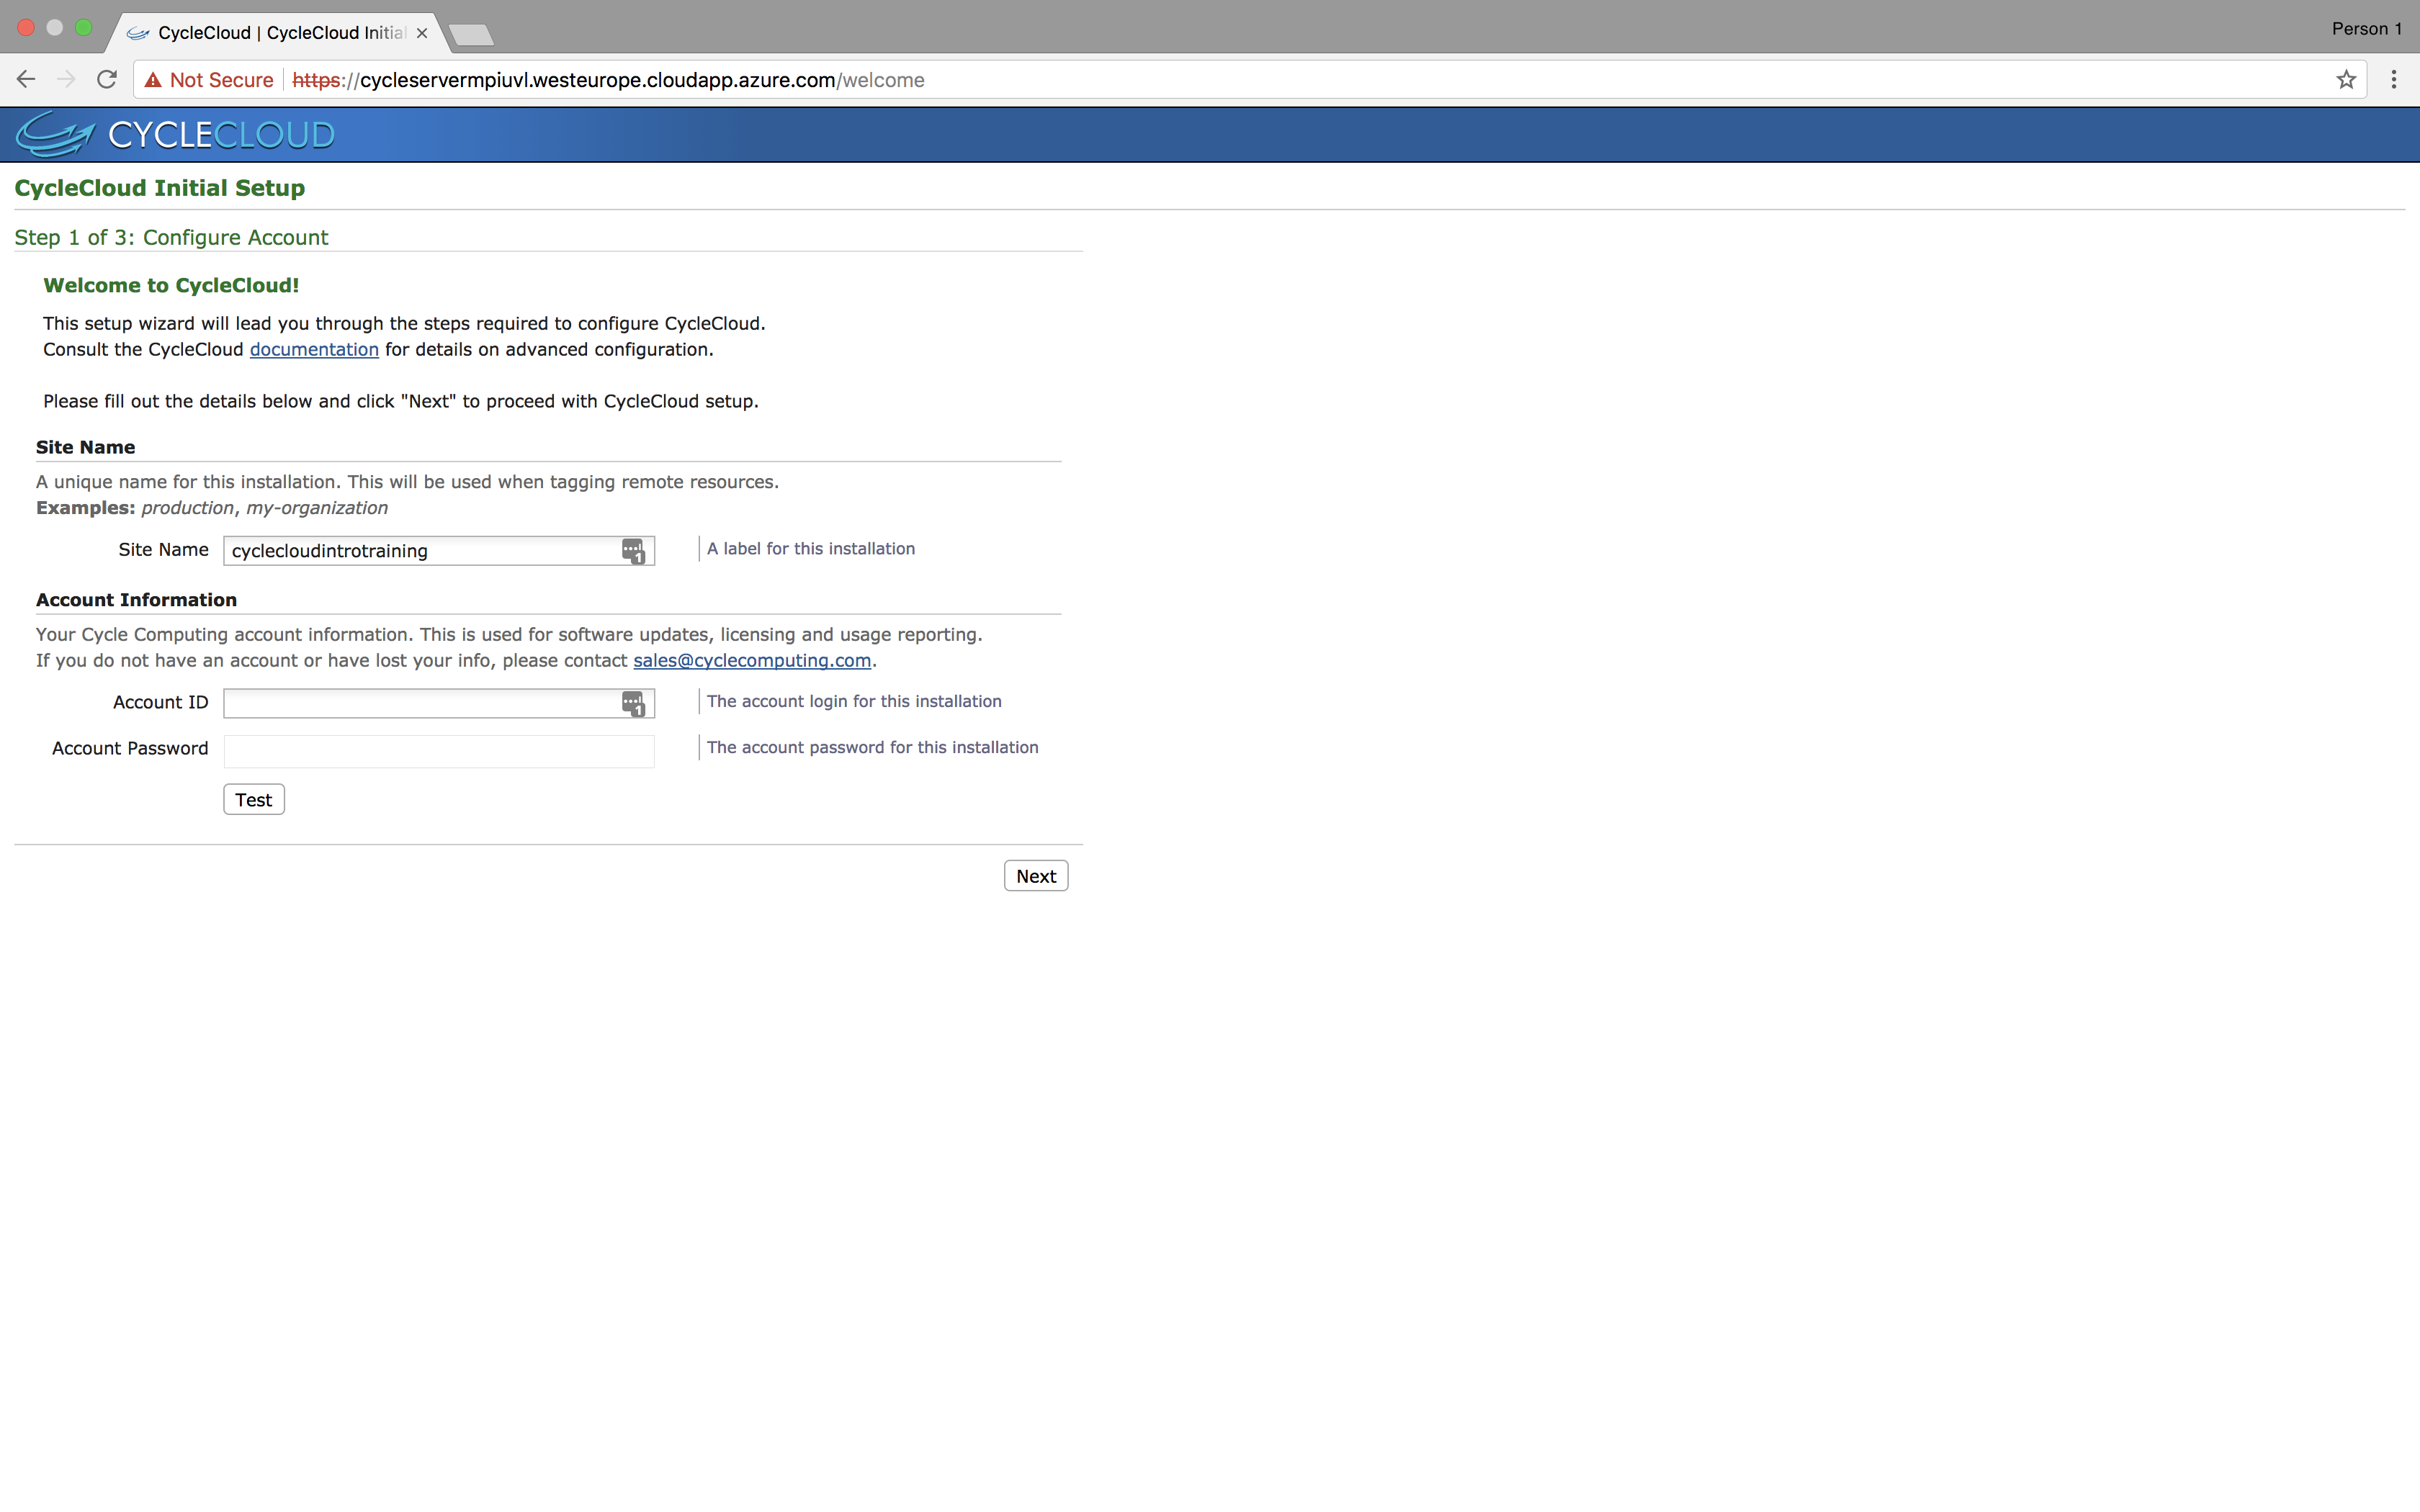 CycleCloud | CycleCloud Initial
Person 1
Not Secure https://cycleservermpiuvl.westeurope.cloudapp.azure.com/welcome
CYCLECLOUD
CycleCloud Initial Setup
Step 1 of 3: Configure Account
Welcome to CycleCloud!
This setup wizard will lead you through the steps required to configure CycleCloud.
Consult the CycleCloud documentation for details on advanced configuration.
Please fill out the details below and click "Next" to proceed with CycleCloud setup.
Site Name
A unique name for this installation. This will be used when tagging remote resources.
Examples: production, my-organization
Site Name cyclecloudintrotraining 1 A label for this installation
Account Information
Your Cycle Computing account information. This is used for software updates, licensing and usage reporting.
If you do not have an account or have lost your info, please contact sales@cyclecomputing.com.
Account ID 1 The account login for this installation
Account Password The account password for this installation
Test
Next